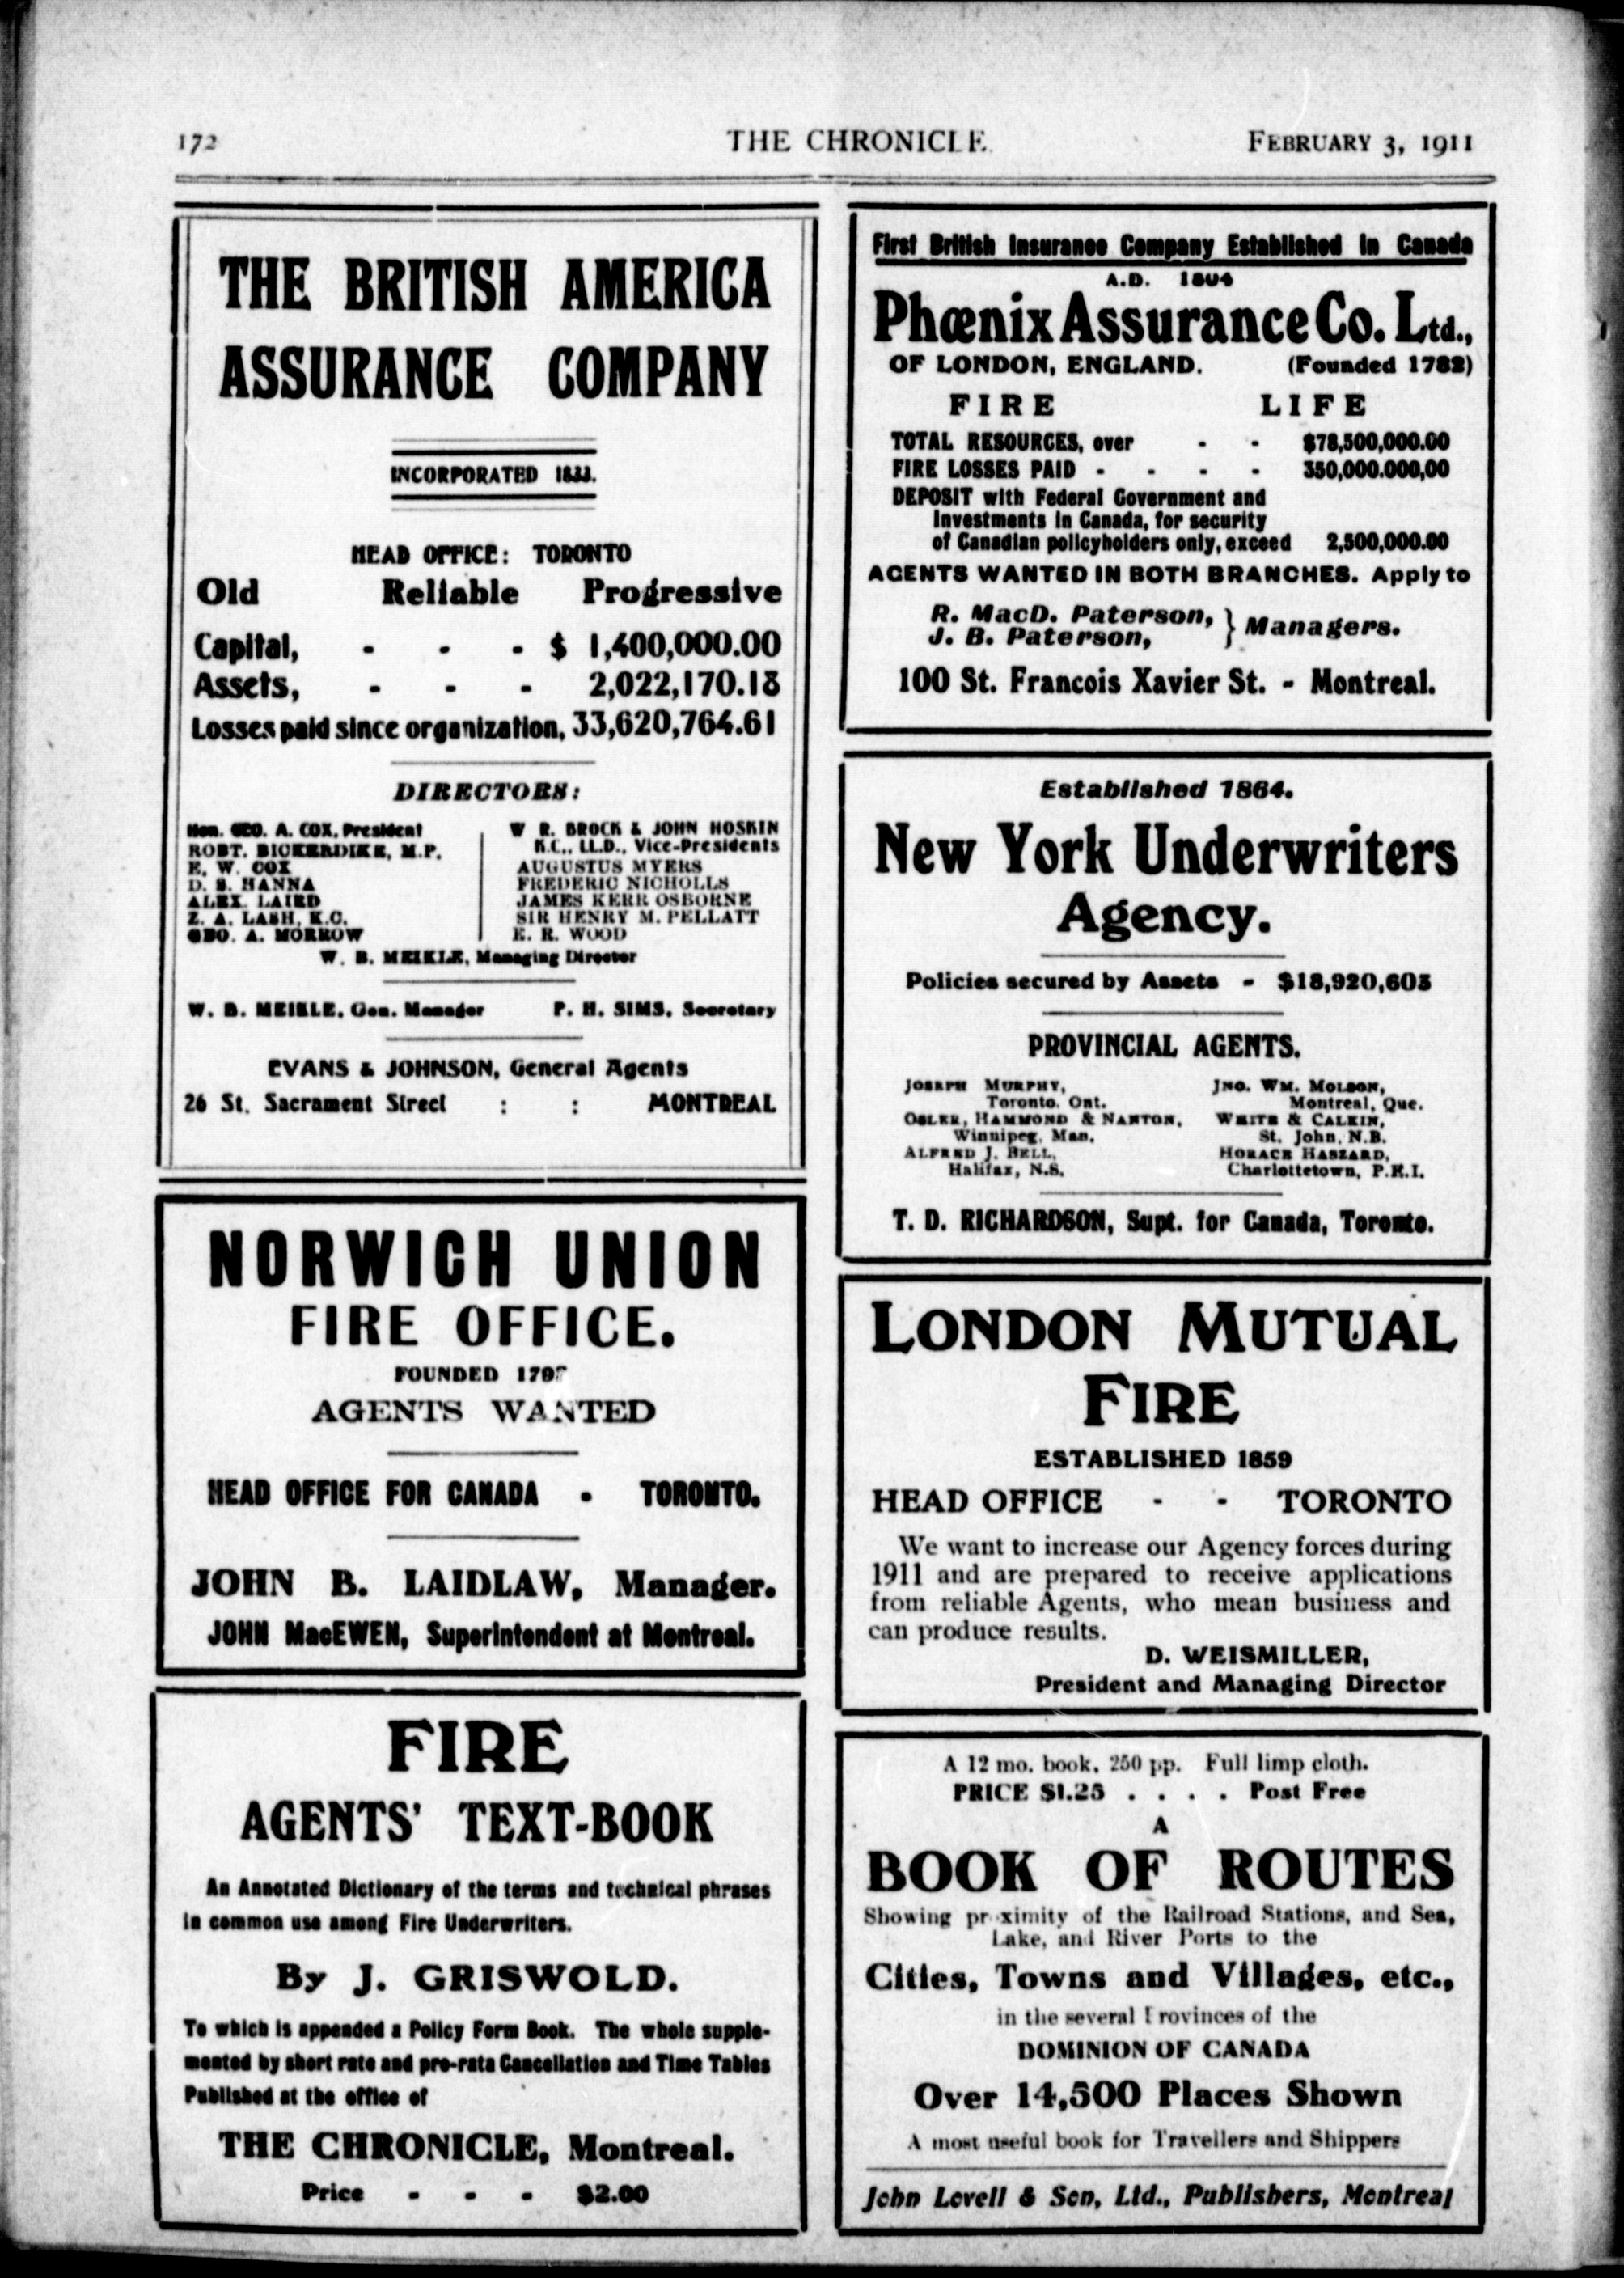 172 THE CHRONICLE. FEBRUARY 3, 1911
THE BRITISH AMERICA
ASSURANCE COMPANY
INCORPORATED 1833.
HEAD OFFICE: TORONTO
Old Reliable Progressive
Capital, - - - $ 1,400,000.00
Assets, - - - 2,022,170.18
Losses paid since organization, 33,620,764.61
DIRECTORS:
Hon. GEO. A. COX, President
ROBT. BICKERDIKE, M.P.
E. W. COX
D. B. HANNA
ALEX. LAIRD
Z. A. LASH, K.C.
GEO. A. MORROW
W R. BROCK & JOHN HOSKIN
K.C., LL.D., Vice-Presidents
AUGUSTUS MYERS
FREDERIC NICHOLLS
JAMES KERR OSBORNE
SIR HENRY M. PELLATT
E. R. WOOD
W. B. MEIKLE, Managing Director
W. B. MEIKLE, Gen. Manager P. H. SIMS, Secretary
EVANS & JOHNSON, General Agents
26 St. Sacrament Street : : MONTREAL
NORWICH UNION
FIRE OFFICE.
FOUNDED 1797
AGENTS WANTED
HEAD OFFICE FOR CANADA - TORONTO.
JOHN B. LAIDLAW, Manager.
JOHN MacEWEN, Superintendent at Montreal.
FIRE
AGENTS' TEXT-BOOK
An Annotated Dictionary of the terms and technical phrases
in common use among Fire Underwriters.
By J. GRISWOLD.
To which is appended a Policy Form Book. The whole supple-
mented by short rate and pro-rata Cancellation and Time Tables
Published at the office of
THE CHRONICLE, Montreal.
Price - - - $2.00
First British Insurance Company Established in Canada
A.D. 1804
Phœnix Assurance Co. Ltd.,
OF LONDON, ENGLAND. (Founded 1782)
FIRE LIFE
TOTAL RESOURCES, over - - $78,500,000.00
FIRE LOSSES PAID - - - - 350,000.000,00
DEPOSIT with Federal Government and
Investments in Canada, for security
of Canadian policyholders only, exceed 2,500,000.00
AGENTS WANTED IN BOTH BRANCHES. Apply to
R. MacD. Paterson,
J. B. Paterson, } Managers.
100 St. Francois Xavier St. - Montreal.
Established 1864.
New York Underwriters
Agency.
Policies secured by Assets - $18,920,603
PROVINCIAL AGENTS.
JOSEPH MURPHY,
Toronto. Ont.
OSLER, HAMMOND & NANTON,
Winnipeg, Man.
ALFRED J. BELL,
Halifax, N.S.
JNO. WM. MOLSON,
Montreal, Que.
WHITE & CALKIN,
St. John, N.B.
HORACE HASZARD,
Charlottetown, P.E.I.
T. D. RICHARDSON, Supt. for Canada, Toronto.
LONDON MUTUAL
FIRE
ESTABLISHED 1859
HEAD OFFICE - - TORONTO
We want to increase our Agency forces during
1911 and are prepared to receive applications
from reliable Agents, who mean business and
can produce results.
D. WEISMILLER,
President and Managing Director
A 12 mo. book, 250 pp. Full limp cloth.
PRICE $1.25 . . . . Post Free
A
BOOK OF ROUTES
Showing proximity of the Railroad Stations, and Sea,
Lake, and River Ports to the
Cities, Towns and Villages, etc.,
in the several Provinces of the
DOMINION OF CANADA
Over 14,500 Places Shown
A most useful book for Travellers and Shippers
John Lovell & Son, Ltd., Publishers, Montreal